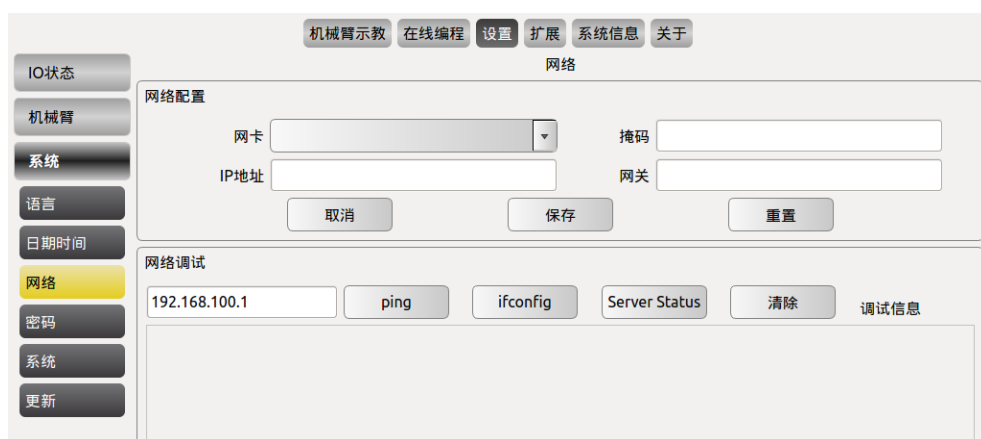 机械臂示教 在线编程 设置 扩展 系统信息 关于
网络
IO状态
机械臂
系统
语言
日期时间
网络
密码
系统
更新
网络配置
网卡 掩码
IP地址 网关
取消 保存 重置
网络调试
192.168.100.1 ping ifconfig Server Status 清除 调试信息